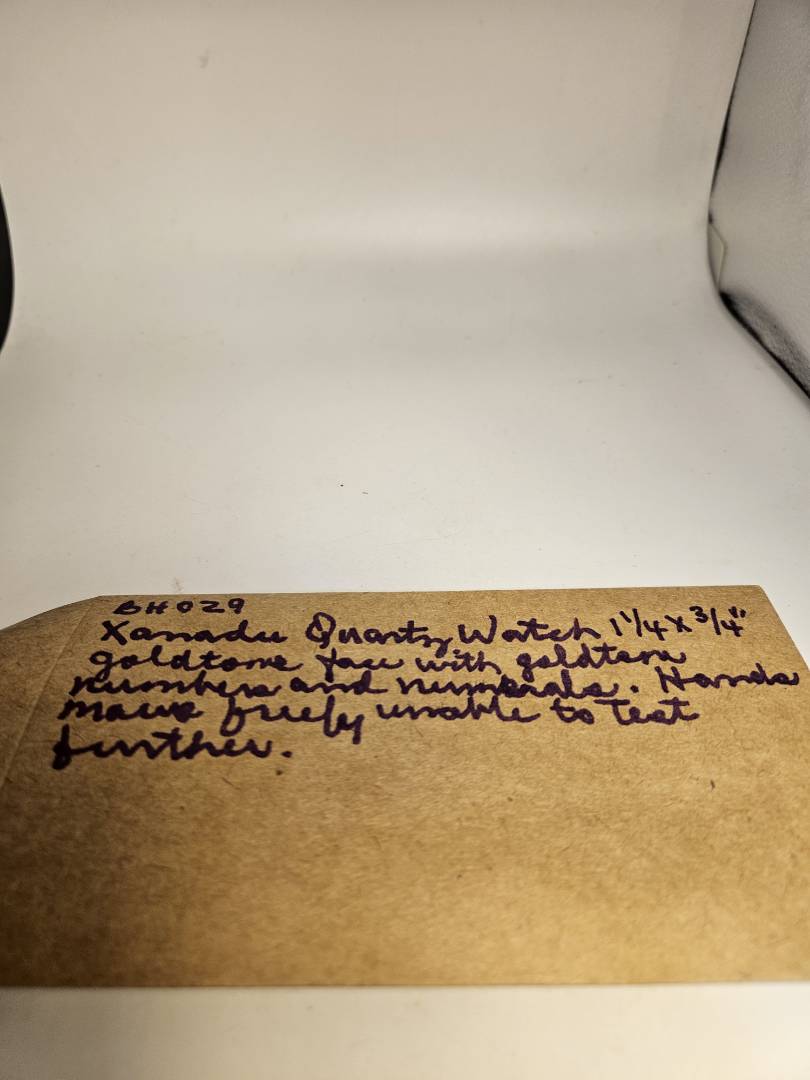 BH029
Xanadu Quartz Watch 1 1/4 X 3/4"
goldtone face with goldtone
numbers and numerals. Hands
move freely unable to test
further.